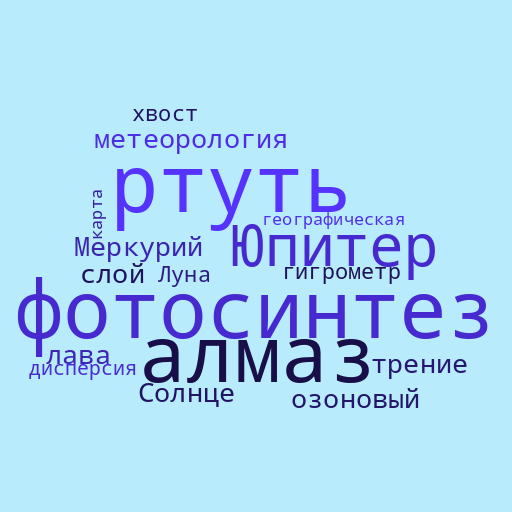 хвост
метеорология
ртуть
карта
географическая
Юпитер
Меркурий
слой
Луна
гигрометр
фотосинтез
алмаз
лава
трение
дисперсия
Солнце
озоновый